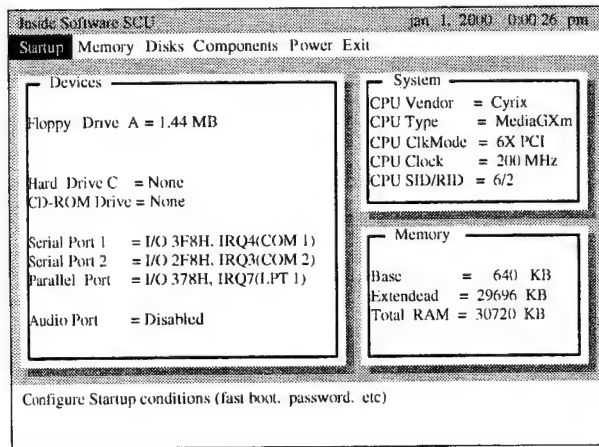 Inside Software SCU jan 1, 2000 0:00 26 pm
Startup Memory Disks Components Power Exit
Devices
Floppy Drive A = 1.44 MB
Hard Drive C = None
CD-ROM Drive = None
Serial Port 1 = I/O 3F8H, IRQ4(COM 1)
Serial Port 2 = I/O 2F8H, IRQ3(COM 2)
Parallel Port = I/O 378H, IRQ7(LPT 1)
Audio Port = Disabled
System
CPU Vendor = Cyrix
CPU Type = MediaGXm
CPU ClkMode = 6X PCI
CPU Clock = 200 MHz
CPU SID/RID = 6/2
Memory
Base = 640 KB
Extendead = 29696 KB
Total RAM = 30720 KB
Configure Startup conditions (fast boot. password. etc)